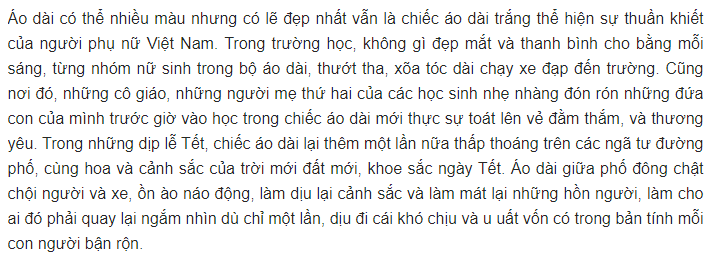 Áo dài có thể nhiều màu nhưng có lẽ đẹp nhất vẫn là chiếc áo dài trắng thể hiện sự thuần khiết
của người phụ nữ Việt Nam. Trong trường học, không gì đẹp mắt và thanh bình cho bằng mỗi
sáng, từng nhóm nữ sinh trong bộ áo dài, thướt tha, xõa tóc dài chạy xe đạp đến trường. Cũng
nơi đó, những cô giáo, những người mẹ thứ hai của các học sinh nhẹ nhàng đón rón những đứa
con của mình trước giờ vào học trong chiếc áo dài mới thực sự toát lên vẻ đằm thắm, và thương
yêu. Trong những dịp lễ Tết, chiếc áo dài lại thêm một lần nữa thấp thoáng trên các ngã tư đường
phố, cùng hoa và cảnh sắc của trời mới đất mới, khoe sắc ngày Tết. Áo dài giữa phố đông chật
chội người và xe, ồn ào náo động, làm dịu lại cảnh sắc và làm mát lại những hồn người, làm cho
ai đó phải quay lại ngắm nhìn dù chỉ một lần, dịu đi cái khó chịu và u uất vốn có trong bản tính mỗi
con người bận rộn.